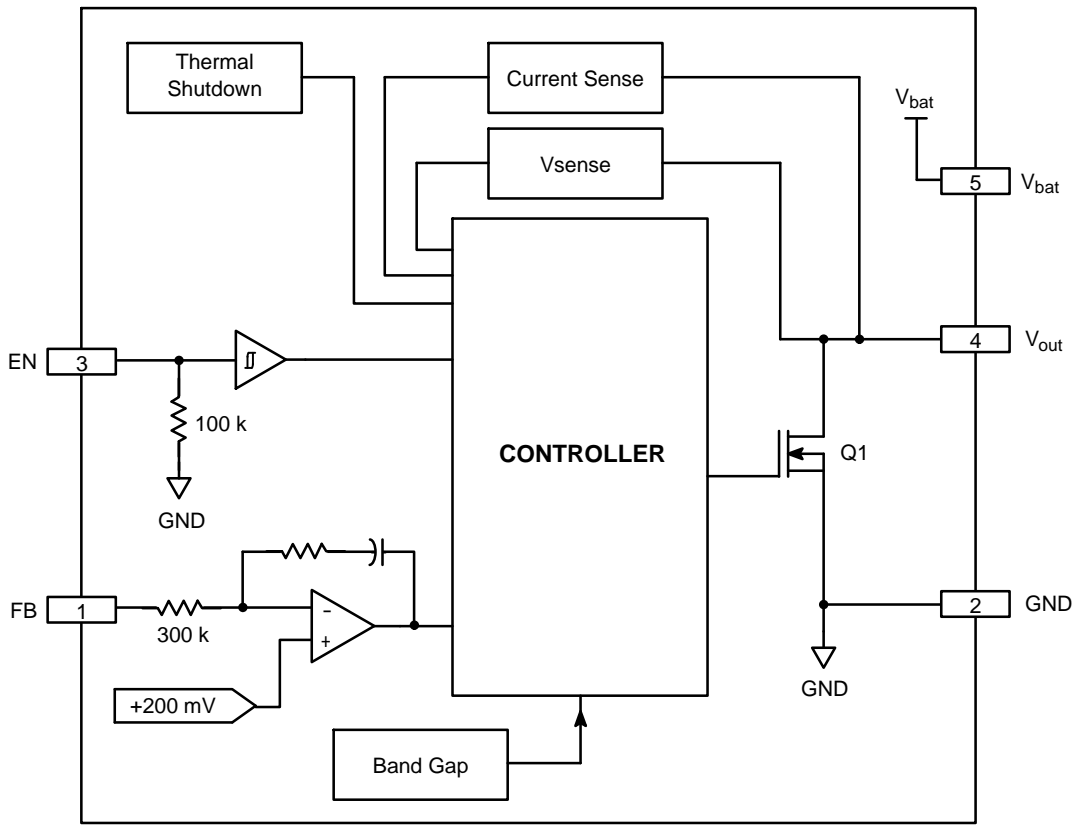 Thermal
Shutdown
Current Sense
V_bat
Vsense
5
V_bat
EN
3
4
V_out
100 k
CONTROLLER
Q1
GND
FB
1
300 k
−
+
2
GND
GND
+200 mV
Band Gap